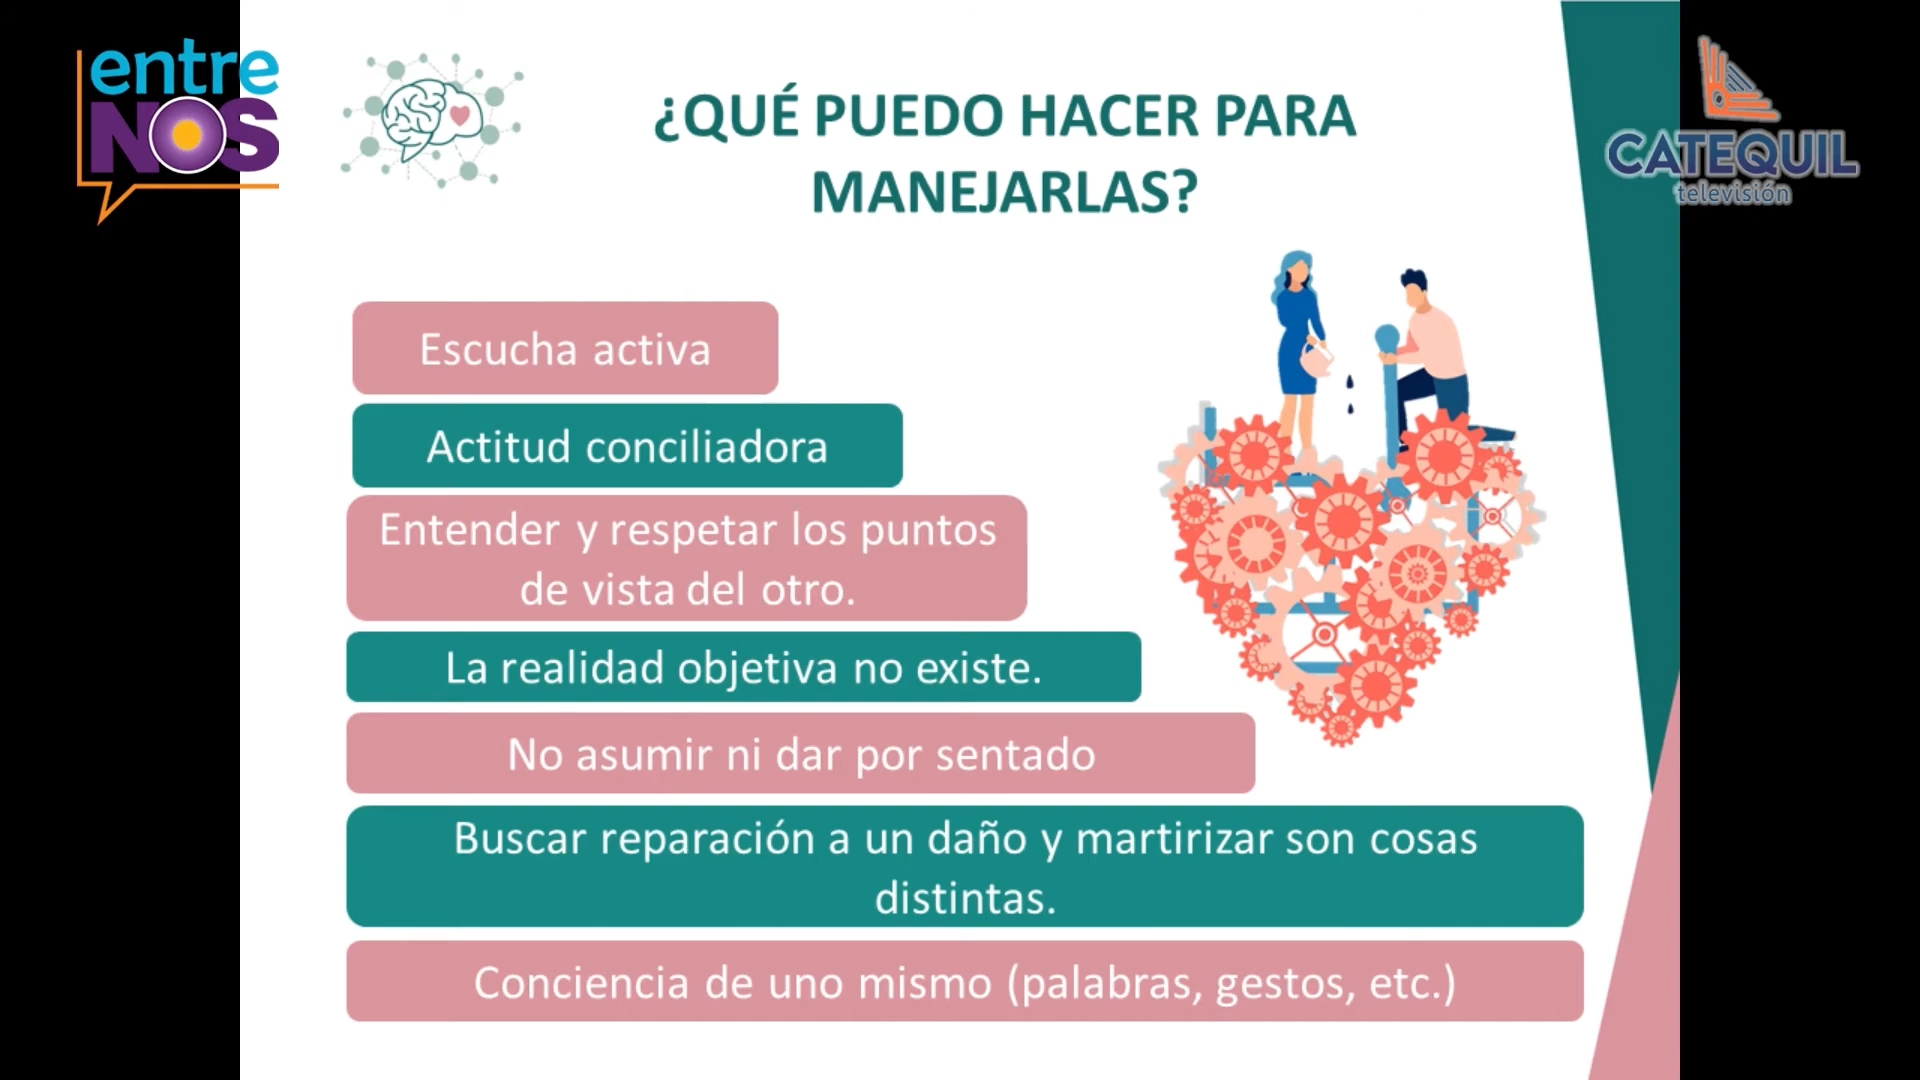 entre
NOS
CATEQUIL
televisión
¿QUÉ PUEDO HACER PARA
MANEJARLAS?
Escucha activa
Actitud conciliadora
Entender y respetar los puntos
de vista del otro.
La realidad objetiva no existe.
No asumir ni dar por sentado
Buscar reparación a un daño y martirizar son cosas
distintas.
Conciencia de uno mismo (palabras, gestos, etc.)